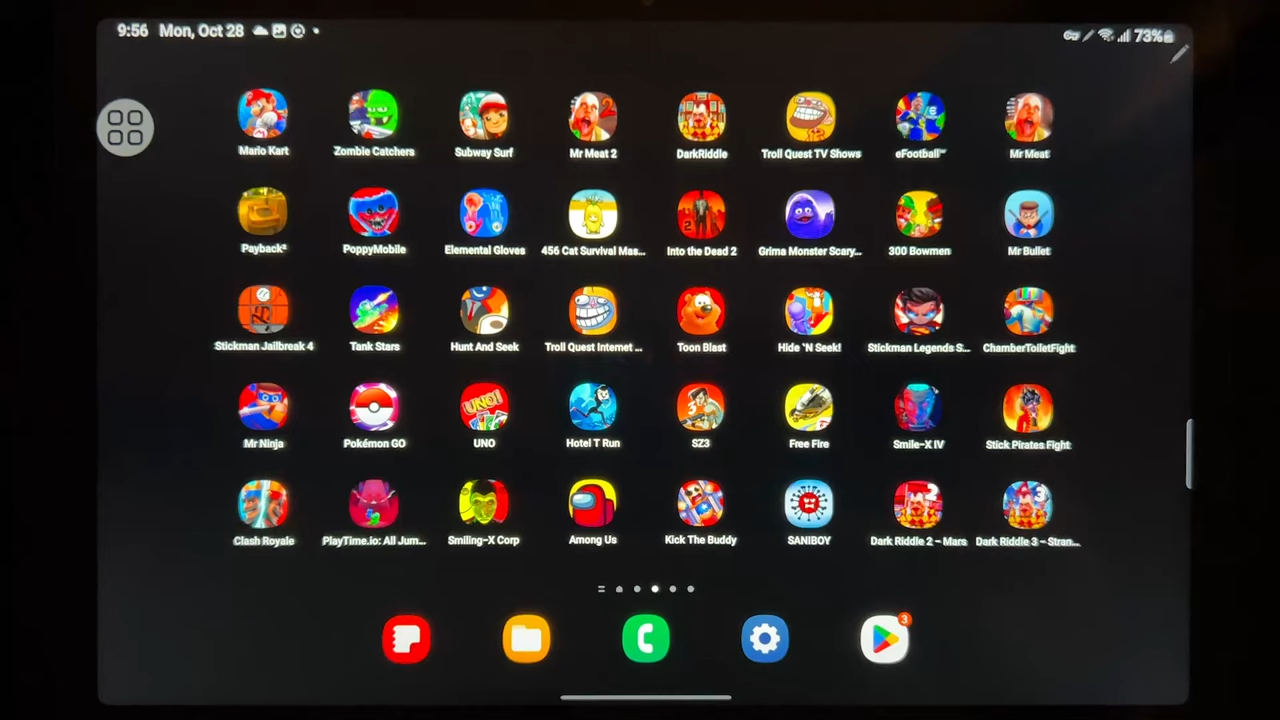 9:56 Mon, Oct 28
73%
Mario Kart
Zombie Catchers
Subway Surf
Mr Meat 2
DarkRiddle
Troll Quest TV Shows
eFootball™
Mr Meat
Payback²
PoppyMobile
Elemental Gloves
456 Cat Survival Mas...
Into the Dead 2
Grima Monster Scary...
300 Bowmen
Mr Bullet
Stickman Jailbreak 4
Tank Stars
Hunt And Seek
Troll Quest Internet ...
Toon Blast
Hide 'N Seek!
Stickman Legends S...
ChamberToiletFight
Mr Ninja
Pokémon GO
UNO
Hotel T Run
SZ3
Free Fire
Smile-X IV
Stick Pirates Fight
Clash Royale
PlayTime.io: All Jum...
Smiling-X Corp
Among Us
Kick The Buddy
SANIBOY
Dark Riddle 2 - Mars
Dark Riddle 3 - Stran...
3